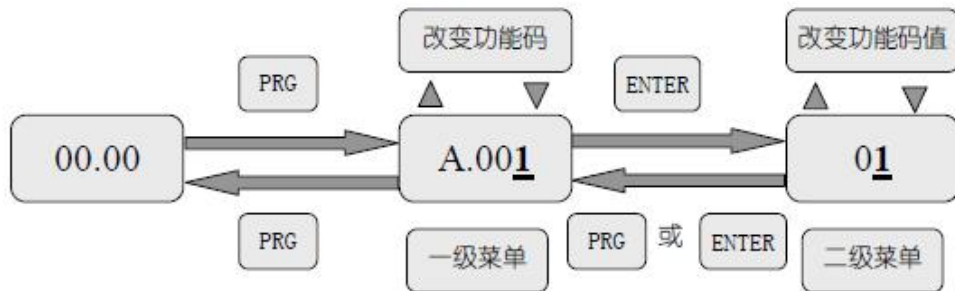 改变功能码
改变功能码值
PRG
ENTER
00.00
A.001
01
PRG
PRG 或 ENTER
一级菜单
二级菜单